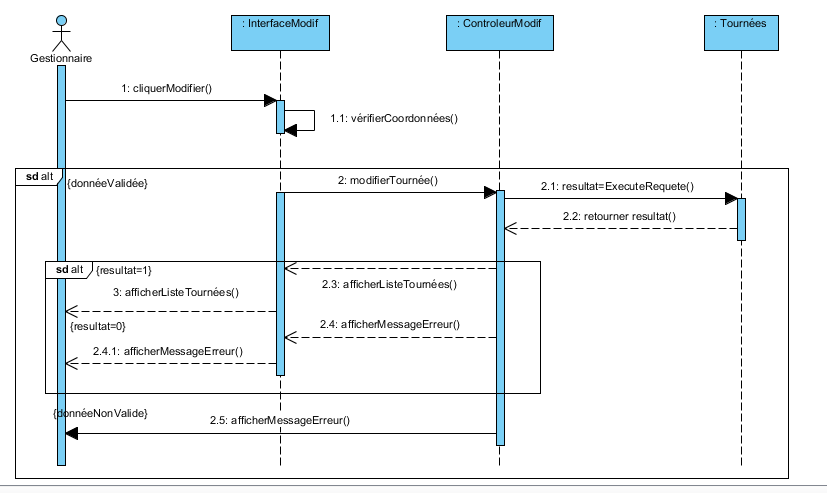 : InterfaceModif
: ControleurModif
: Tournées
Gestionnaire
1: cliquerModifier()
1.1: vérifierCoordonnées()
sd alt
{donnéeValidée}
2: modifierTournée()
2.1: resultat=ExecuteRequete()
2.2: retourner resultat()
sd alt
{resultat=1}
2.3: afficherListeTournées()
3: afficherListeTournées()
{resultat=0}
2.4: afficherMessageErreur()
2.4.1: afficherMessageErreur()
{donnéeNonValide}
2.5: afficherMessageErreur()